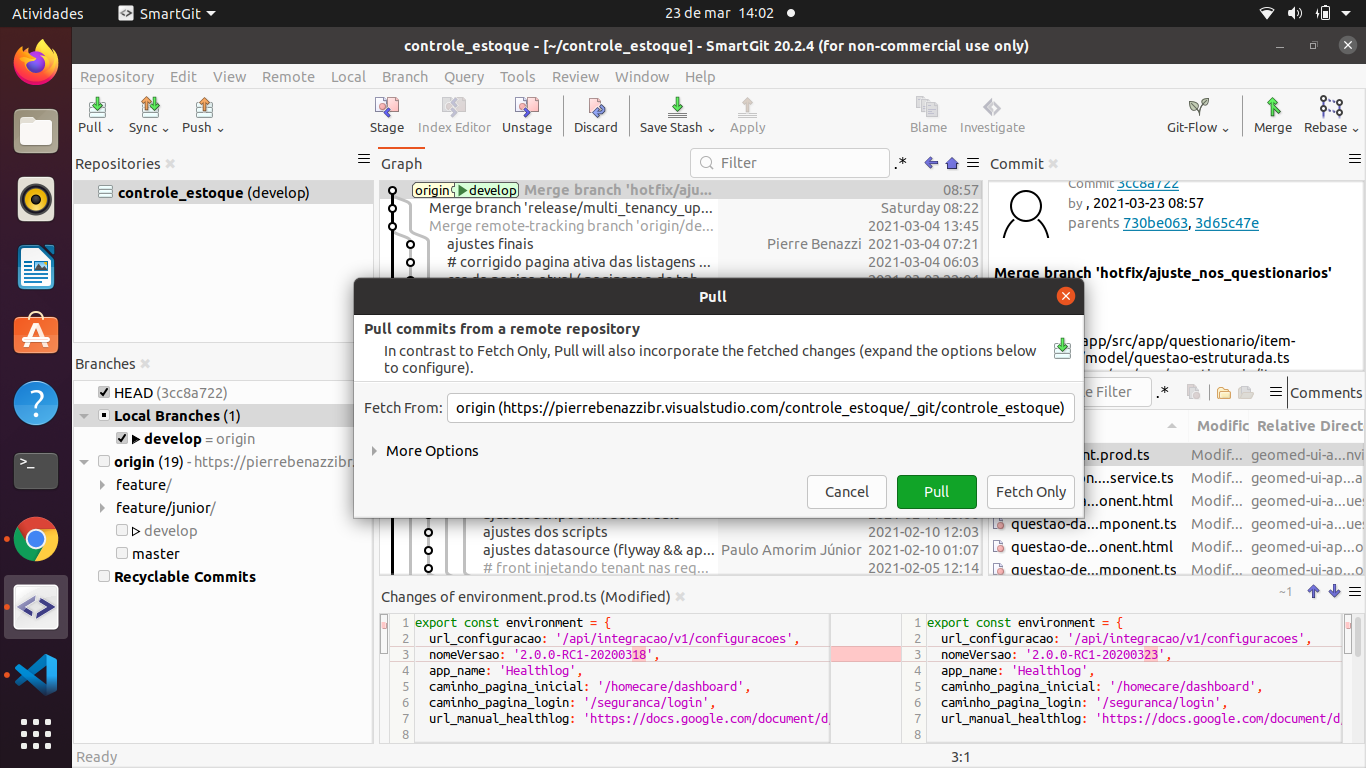 Atividades
SmartGit
23 de mar 14:02
controle_estoque - [~/controle_estoque] - SmartGit 20.2.4 (for non-commercial use only)
Repository Edit View Remote Local Branch Query Tools Review Window Help
Pull Sync Push Stage Index Editor Unstage Discard Save Stash Apply Blame Investigate Git-Flow Merge Rebase
Repositories
controle_estoque (develop)
Branches
HEAD (3cc8a722)
Local Branches (1)
develop = origin
origin (19) - https://pierrebenazzibr.
feature/
feature/junior/
develop
master
Recyclable Commits
Graph
Filter
.*
origin develop Merge branch 'hotfix/aju... 08:57
Merge branch 'release/multi_tenancy_up... Saturday 08:22
Merge remote-tracking branch 'origin/de... 2021-03-04 13:45
ajustes finais Pierre Benazzi 2021-03-04 07:21
# corrigido pagina ativa das listagens ... 2021-03-04 06:03
Commit
Commit 3cc8a722
by , 2021-03-23 08:57
parents 730be063, 3d65c47e
Merge branch 'hotfix/ajuste_nos_questionarios'
app/src/app/questionario/item-
model/questao-estruturada.ts
Pull
Pull commits from a remote repository
In contrast to Fetch Only, Pull will also incorporate the fetched changes (expand the options below
to configure).
Fetch From: origin (https://pierrebenazzibr.visualstudio.com/controle_estoque/_git/controle_estoque)
More Options
Cancel Pull Fetch Only
ajustes dos scripts 2021-02-10 12:03
ajustes datasource (flyway && ap... Paulo Amorim Júnior 2021-02-10 01:07
# front injetando tenant nas req... 2021-02-05 12:14
e Filter .* Comments
Modific Relative Direct
nt.prod.ts Modif... geomed-ui-a...nvi
on....service.ts Modif... geomed-ui-ap...a
onent.html Modif... geomed-ui-a...ues
questao-da...mponent.ts Modif... geomed-ui-a...ues
questao-de...onent.html Modif... geomed-ui-ap...o
questao-de...mponent.ts Modif... geomed-ui-ap...o
Changes of environment.prod.ts (Modified)
~1
1 export const environment = {
2 url_configuracao: '/api/integracao/v1/configuracoes',
3 nomeVersao: '2.0.0-RC1-20200318',
4 app_name: 'Healthlog',
5 caminho_pagina_inicial: '/homecare/dashboard',
6 caminho_pagina_login: '/seguranca/login',
7 url_manual_healthlog: 'https://docs.google.com/document/d
8
1 export const environment = {
2 url_configuracao: '/api/integracao/v1/configuracoes',
3 nomeVersao: '2.0.0-RC1-20200323',
4 app_name: 'Healthlog',
5 caminho_pagina_inicial: '/homecare/dashboard',
6 caminho_pagina_login: '/seguranca/login',
7 url_manual_healthlog: 'https://docs.google.com/document/d
8
Ready
3:1